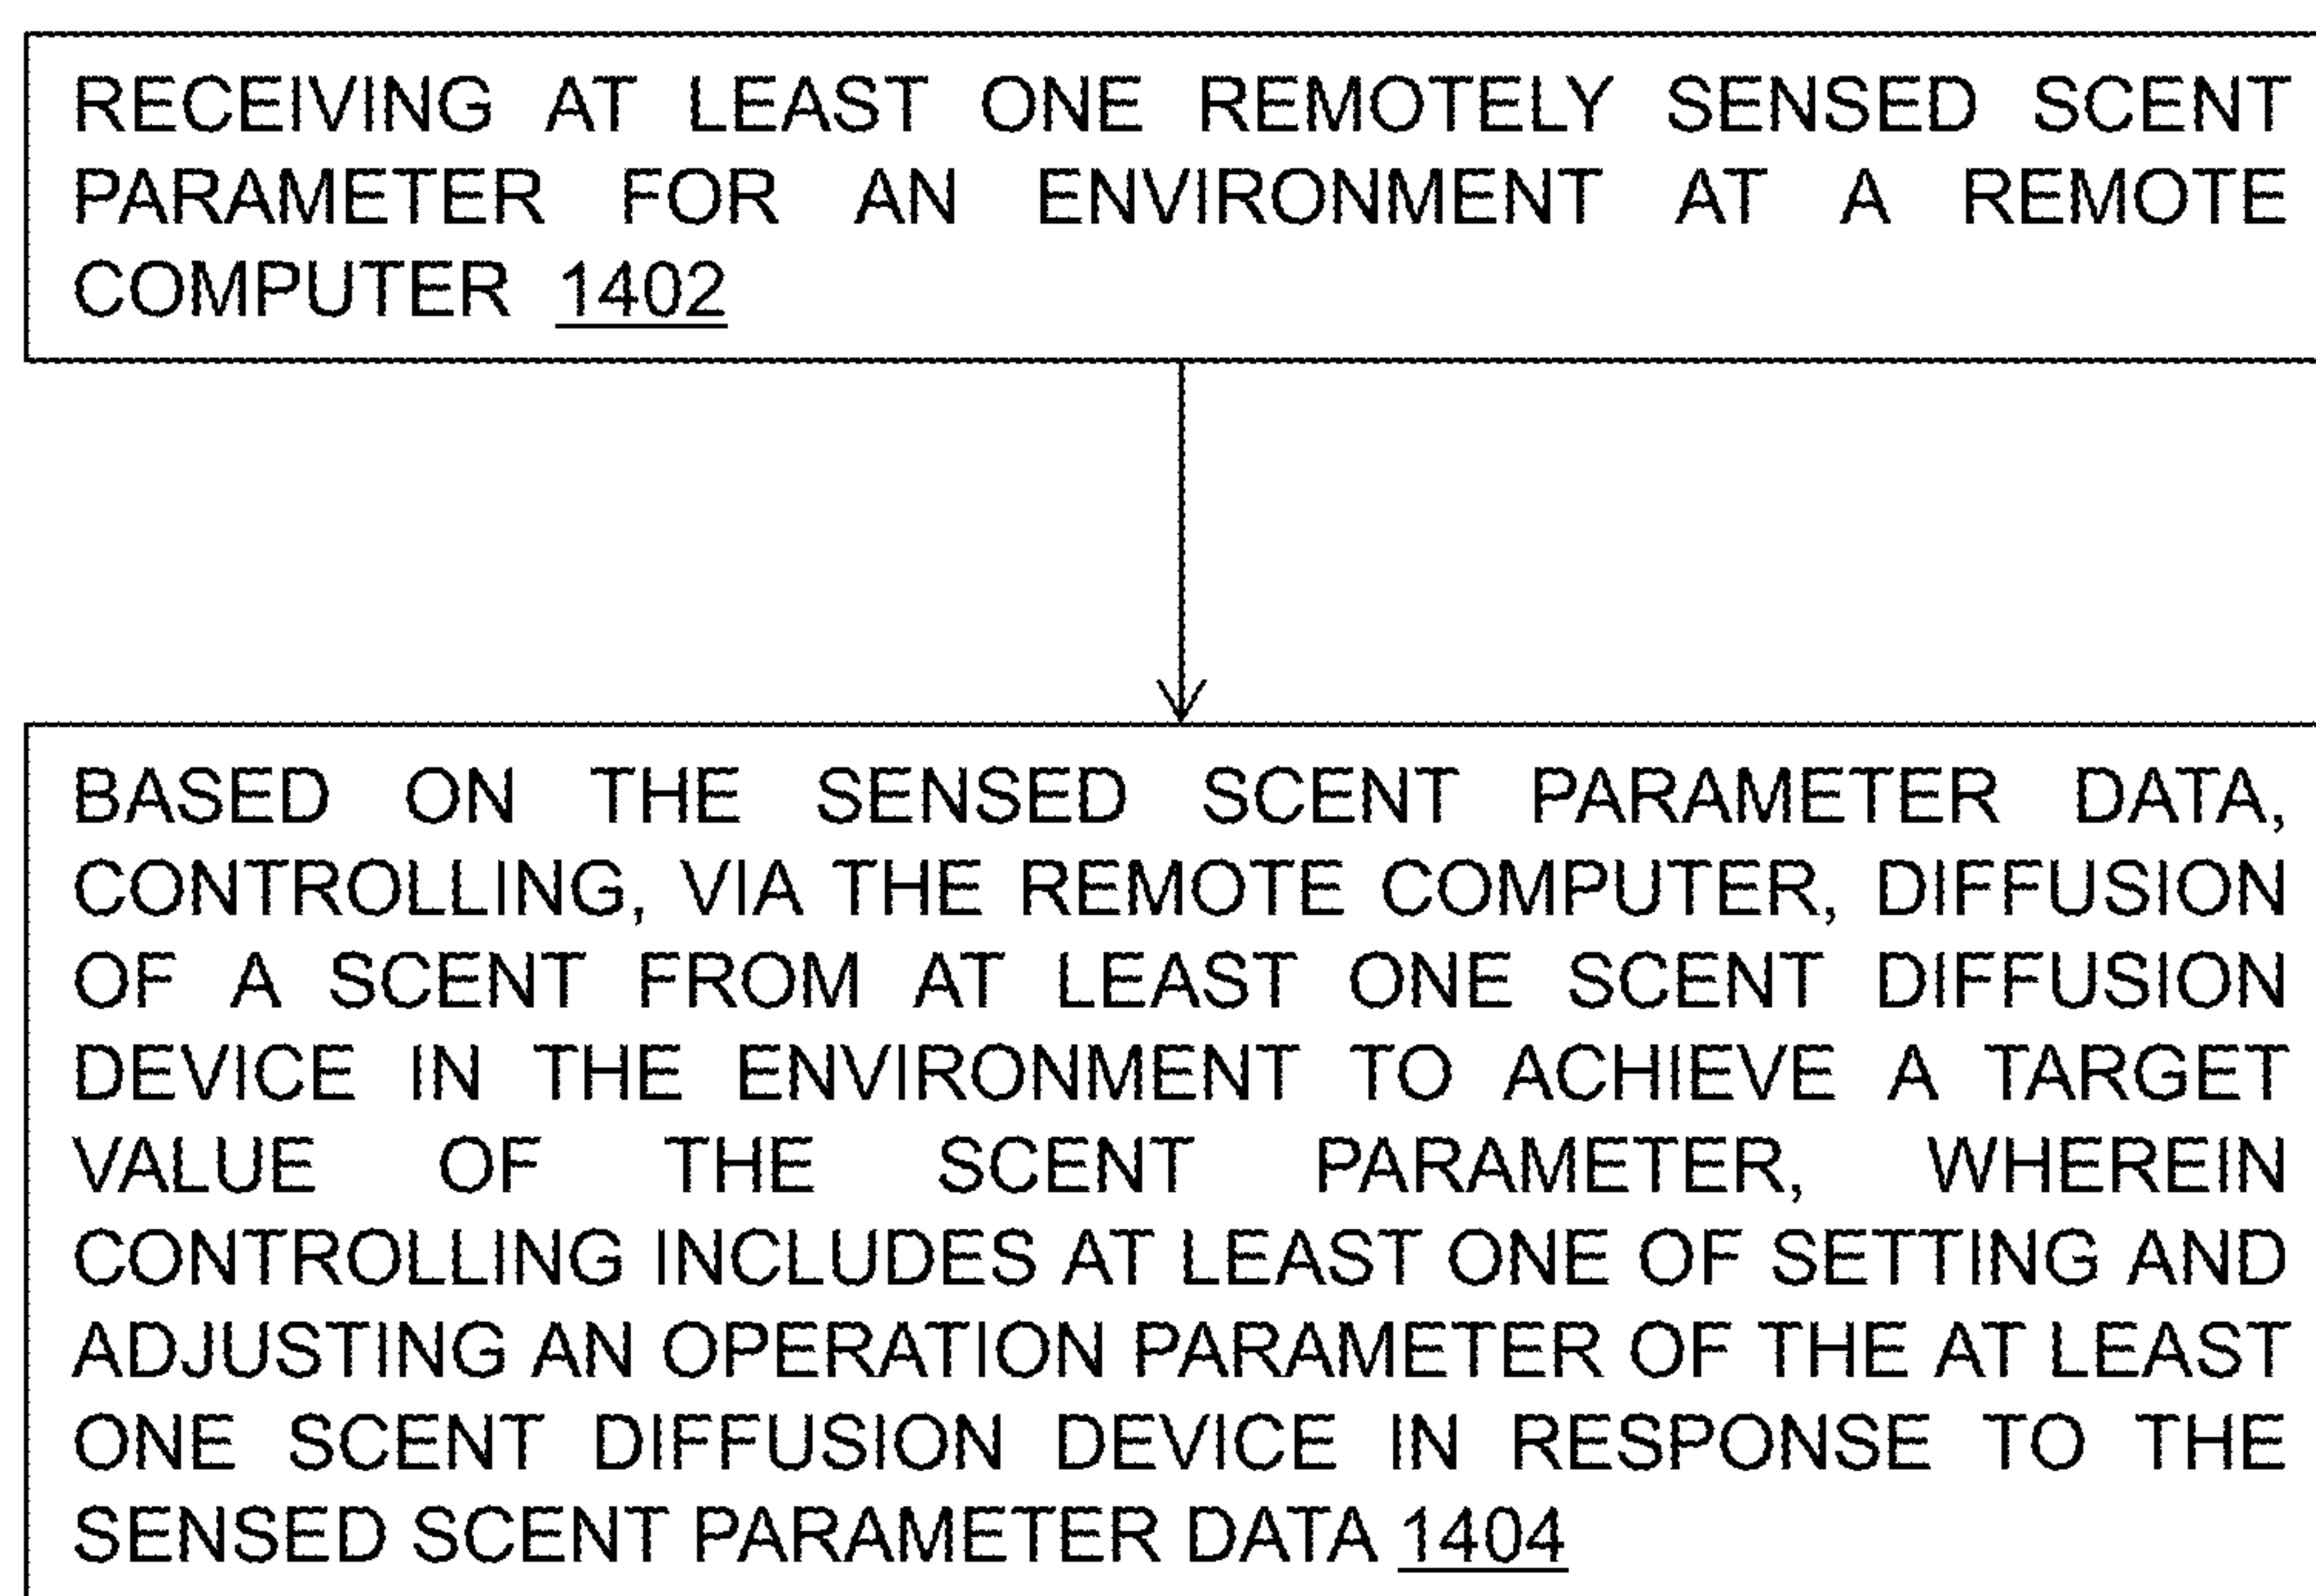 RECEIVING AT LEAST ONE REMOTELY SENSED SCENT
PARAMETER FOR AN ENVIRONMENT AT A REMOTE
COMPUTER 1402
BASED ON THE SENSED SCENT PARAMETER DATA,
CONTROLLING, VIA THE REMOTE COMPUTER, DIFFUSION
OF A SCENT FROM AT LEAST ONE SCENT DIFFUSION
DEVICE IN THE ENVIRONMENT TO ACHIEVE A TARGET
VALUE OF THE SCENT PARAMETER, WHEREIN
CONTROLLING INCLUDES AT LEAST ONE OF SETTING AND
ADJUSTING AN OPERATION PARAMETER OF THE AT LEAST
ONE SCENT DIFFUSION DEVICE IN RESPONSE TO THE
SENSED SCENT PARAMETER DATA 1404